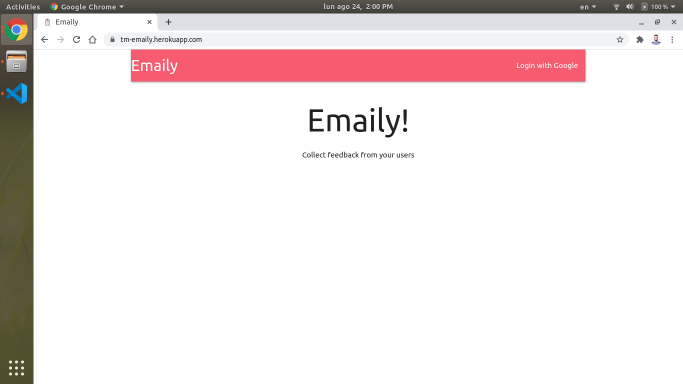 Activities
Google Chrome
lun ago 24, 2:00 PM
en
100 %
Emaily
tm-emaily.herokuapp.com
Emaily
Login with Google
Emaily!
Collect feedback from your users